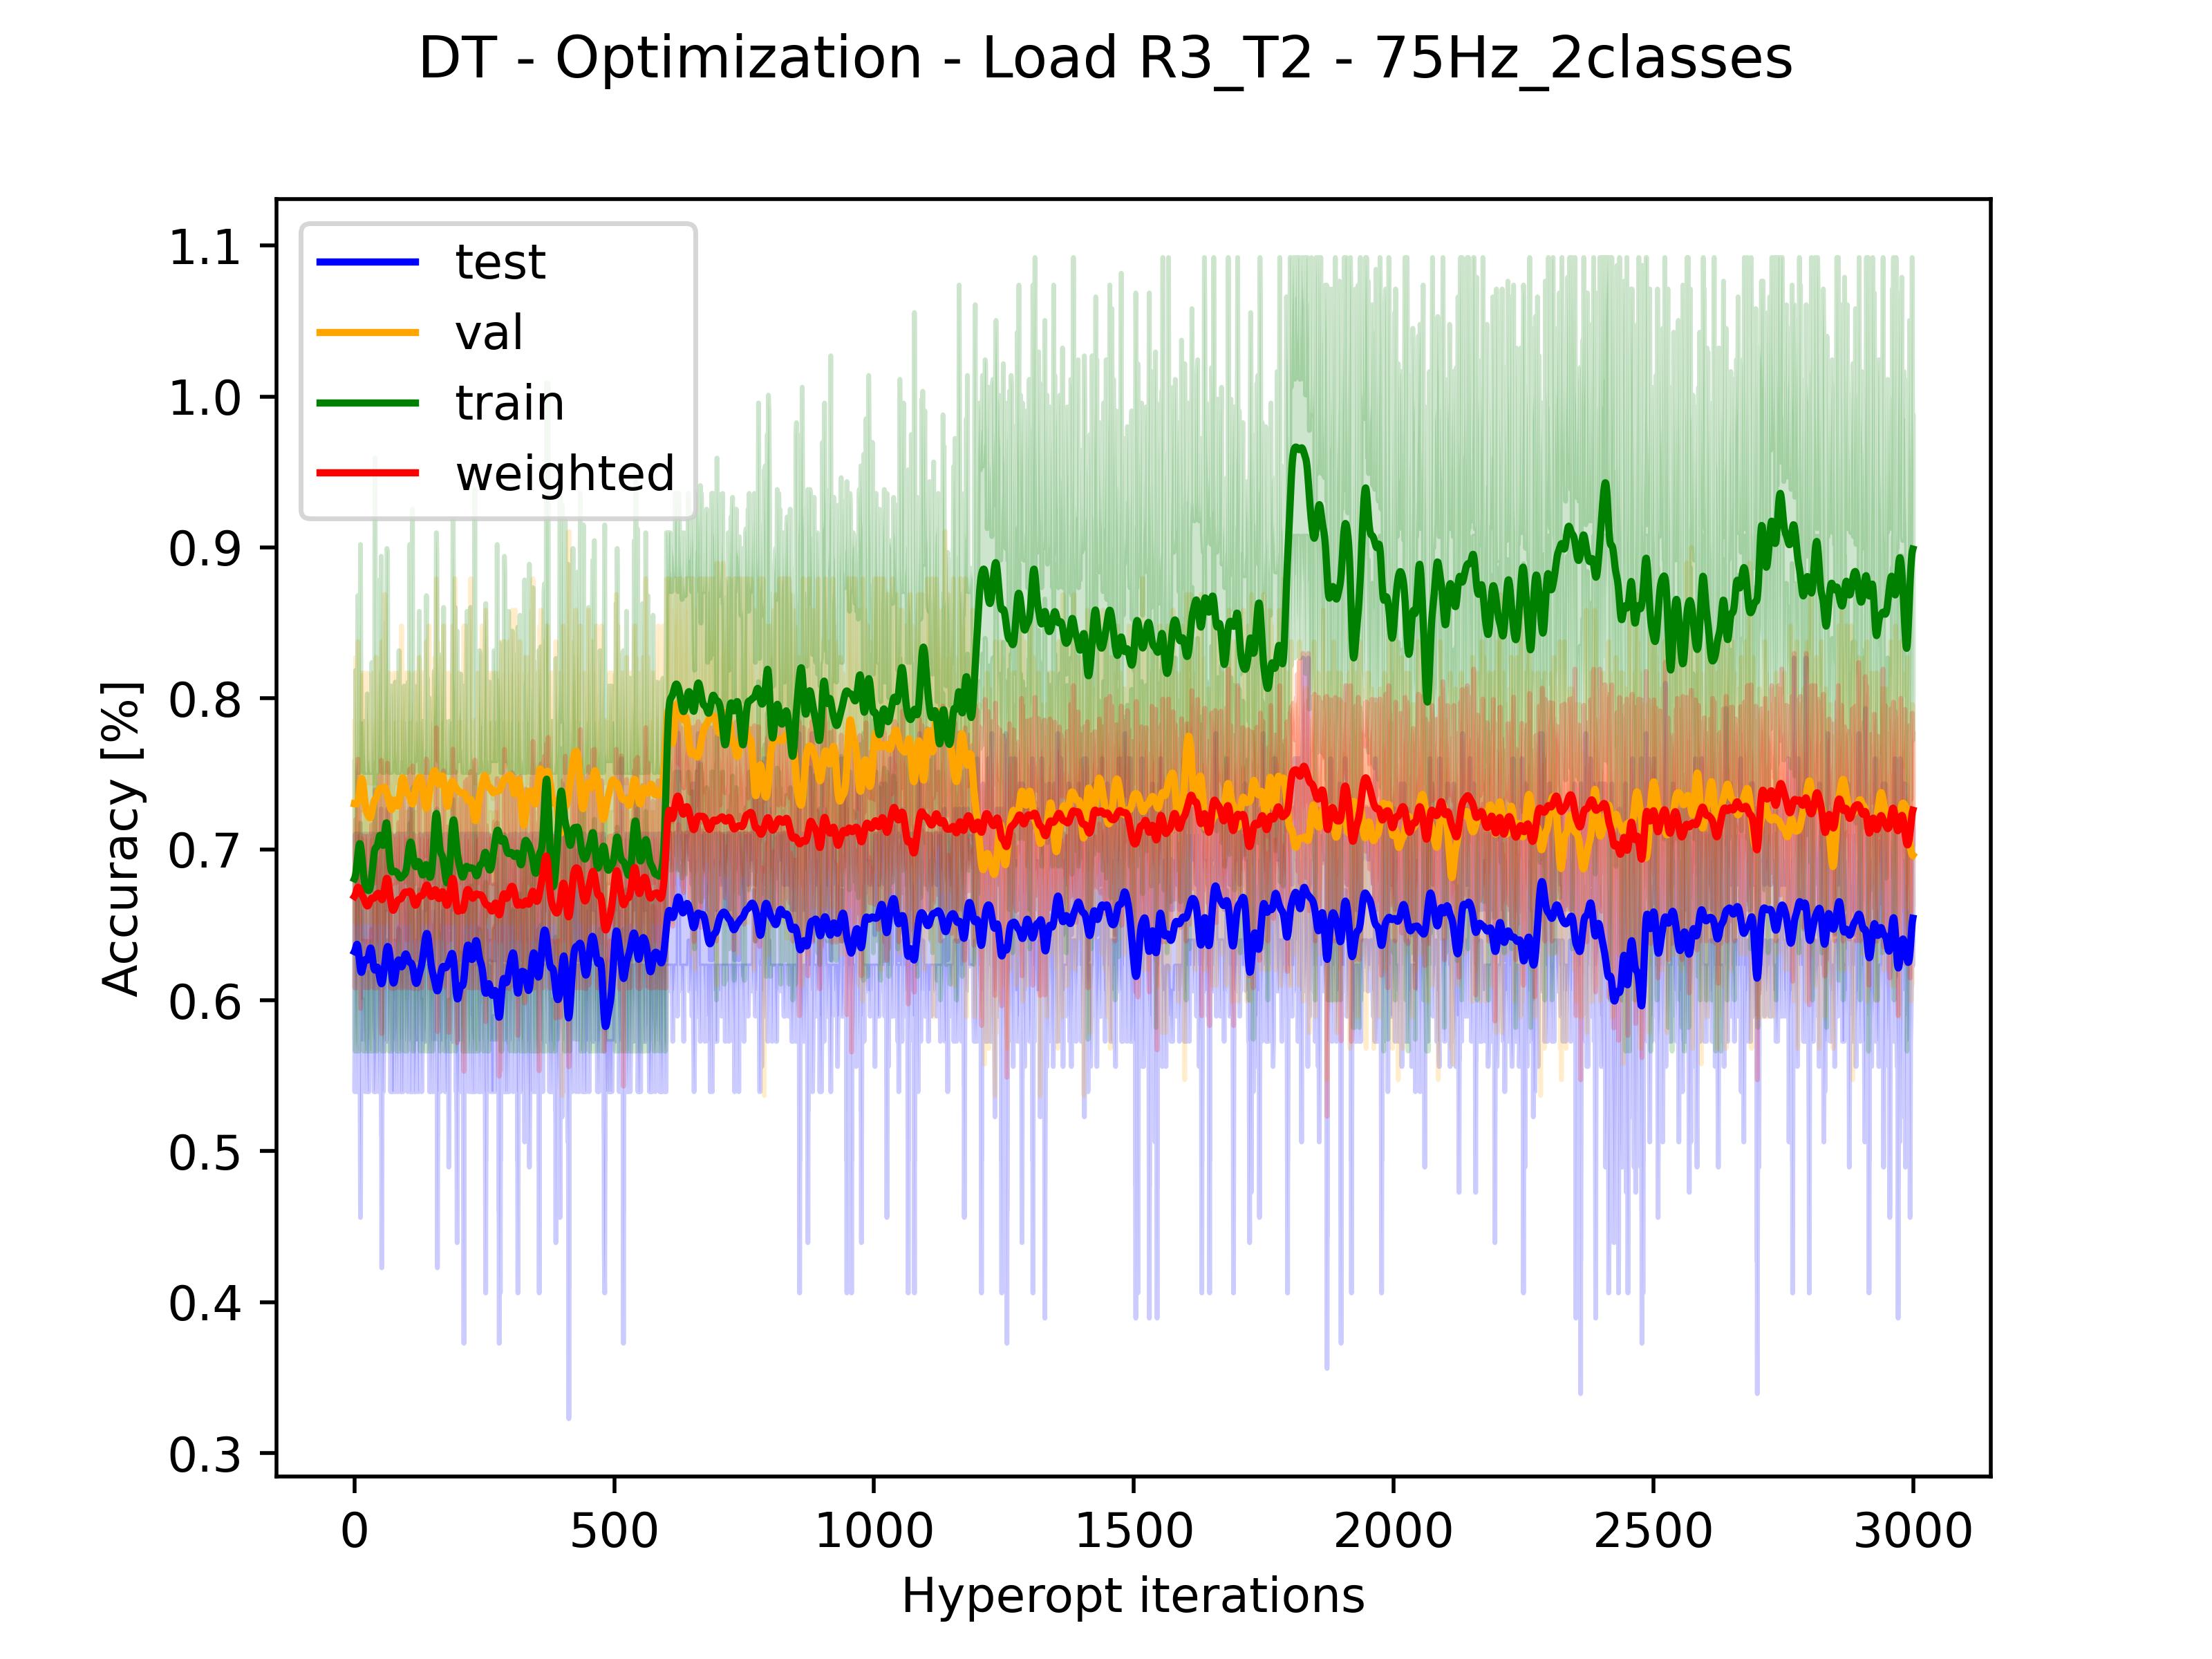 DT - Optimization - Load R3_T2 - 75Hz_2classes
test
val
train
weighted
1.1
1.0
0.9
0.8
0.7
0.6
0.5
0.4
0.3
Accuracy [%]
0 500 1000 1500 2000 2500 3000
Hyperopt iterations